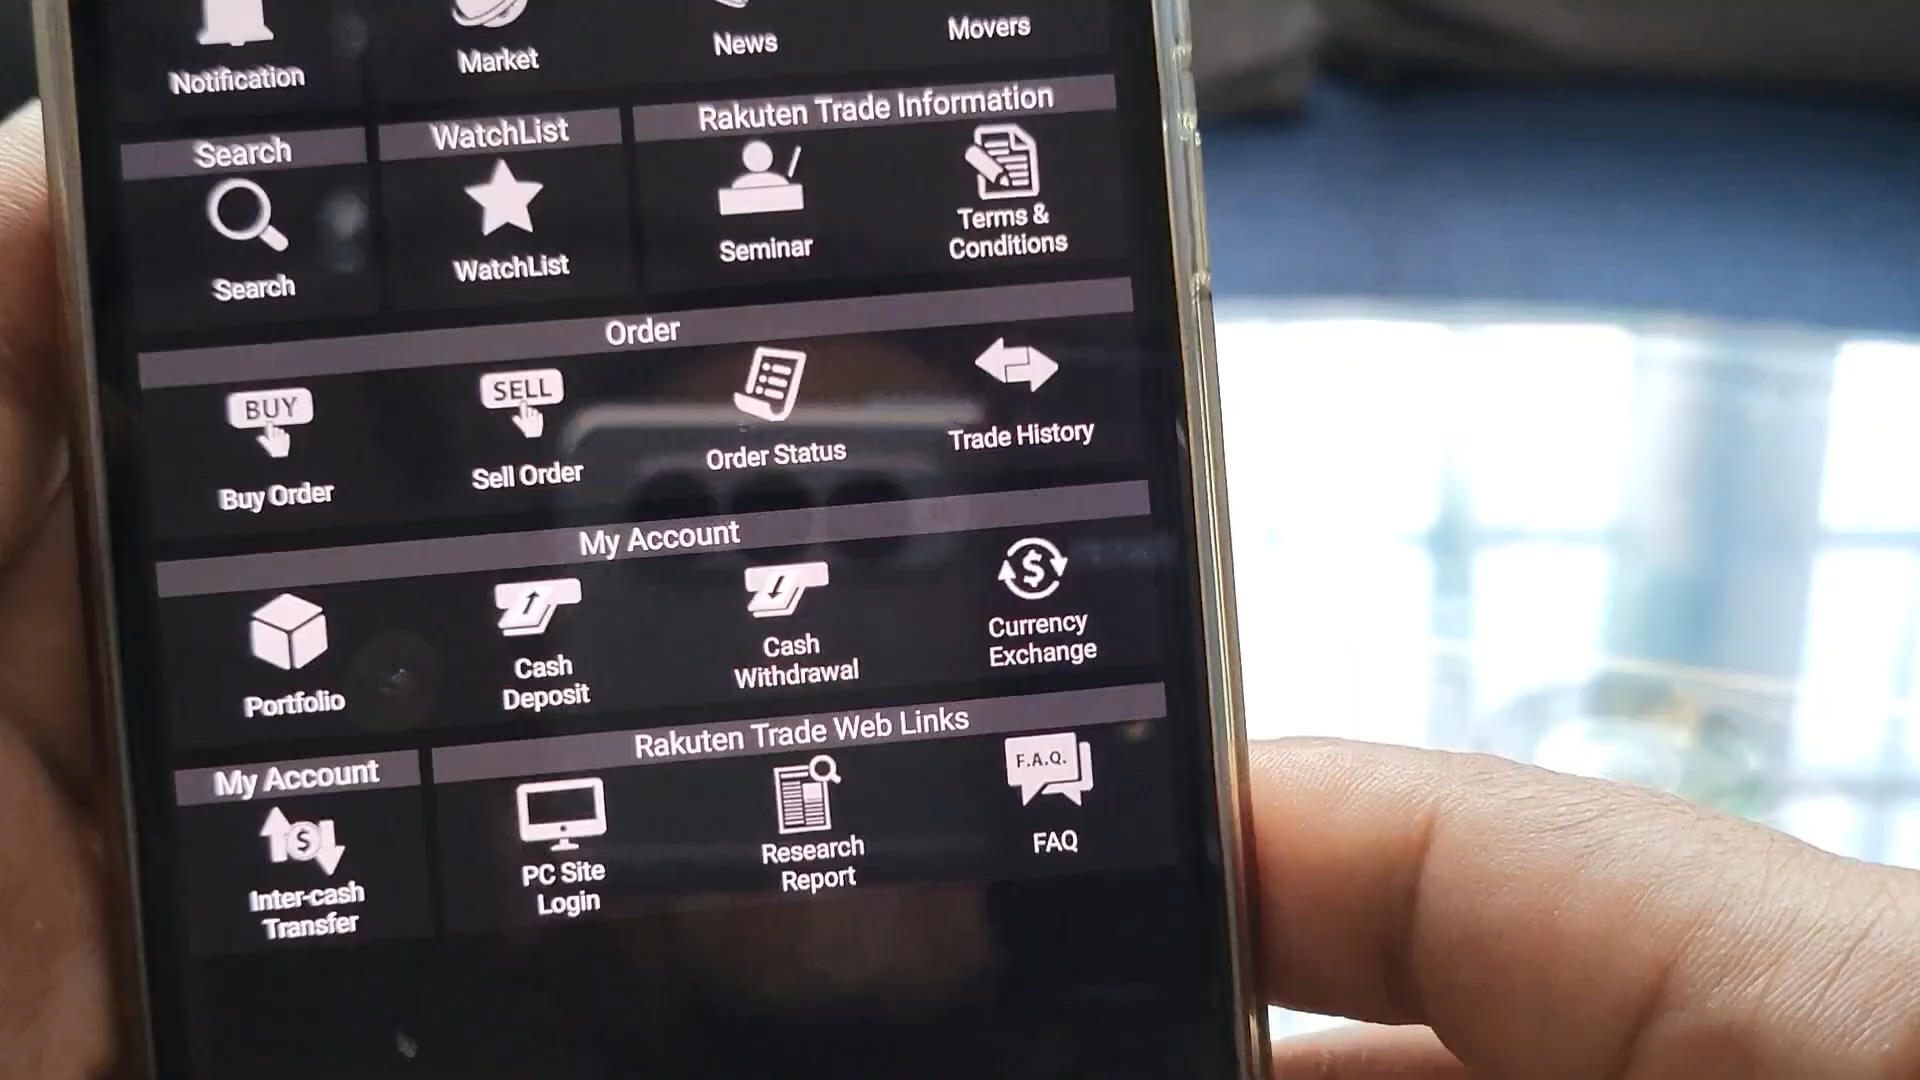 Notification
Market
News
Movers
Search
WatchList
Rakuten Trade Information
Search
WatchList
Seminar
Terms &
Conditions
Order
BUY
SELL
Buy Order
Sell Order
Order Status
Trade History
My Account
$
Portfolio
Cash
Deposit
Cash
Withdrawal
Currency
Exchange
My Account
Rakuten Trade Web Links
$
F.A.Q.
Inter-cash
Transfer
PC Site
Login
Research
Report
FAQ